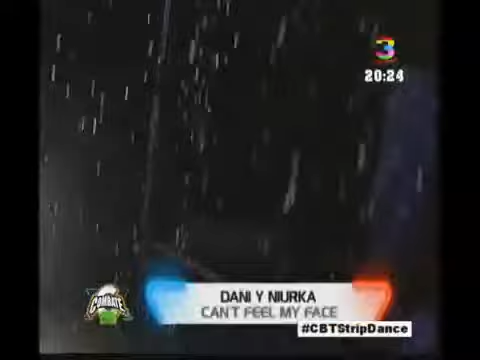 3
20:24
COMBATE
DANI Y NIURKA
CAN'T FEEL MY FACE
#CBTStripDance